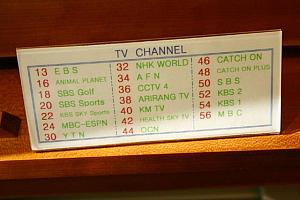 TV CHANNEL
13 E B S 32 NHK WORLD 46 CATCH ON
16 ANIMAL PLANET 34 A F N 48 CATCH ON PLUS
18 SBS Golf 36 CCTV 4 50 S B S
20 SBS Sports 38 ARIRANG TV 52 KBS 2
22 KBS SKY Sports 40 KM TV 54 KBS 1
24 MBC-ESPN 42 HEALTH SKY TV 56 M B C
30 Y T N 44 OCN